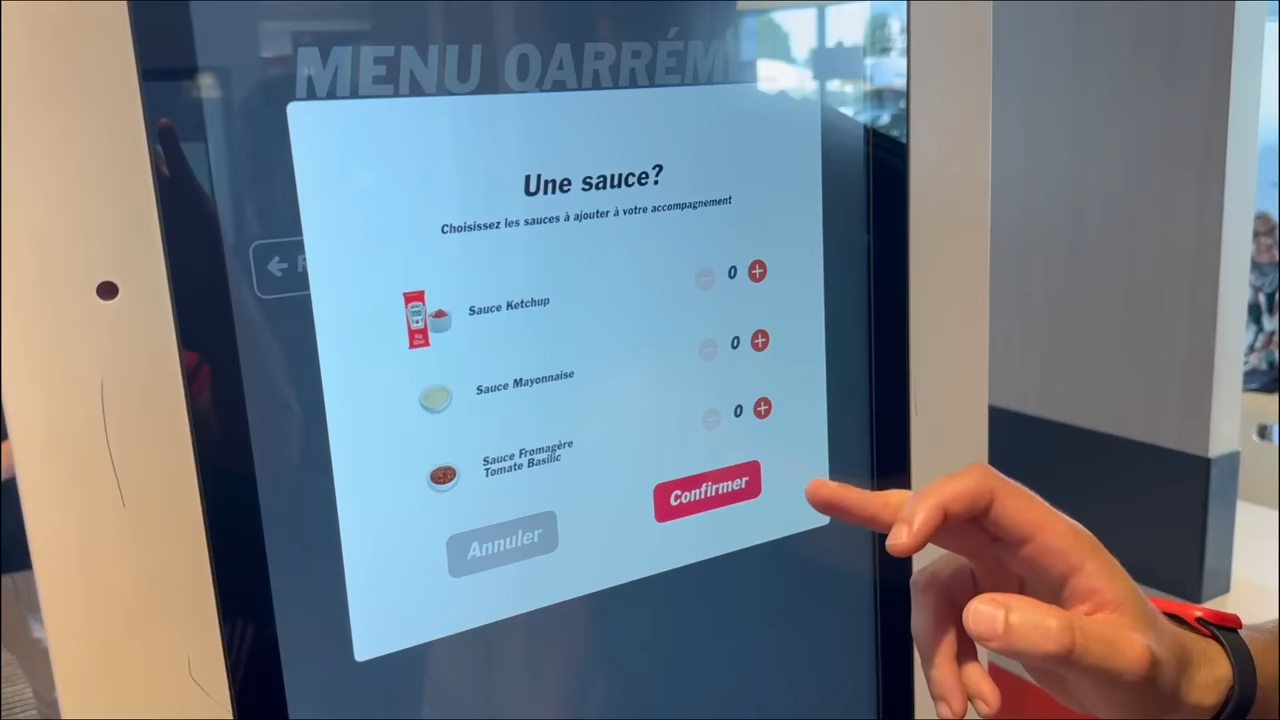 MENU QARRÉM
Une sauce?
Choisissez les sauces à ajouter à votre accompagnement
Sauce Ketchup
0
Sauce Mayonnaise
0
Sauce Fromagère
Tomate Basilic
0
Confirmer
Annuler